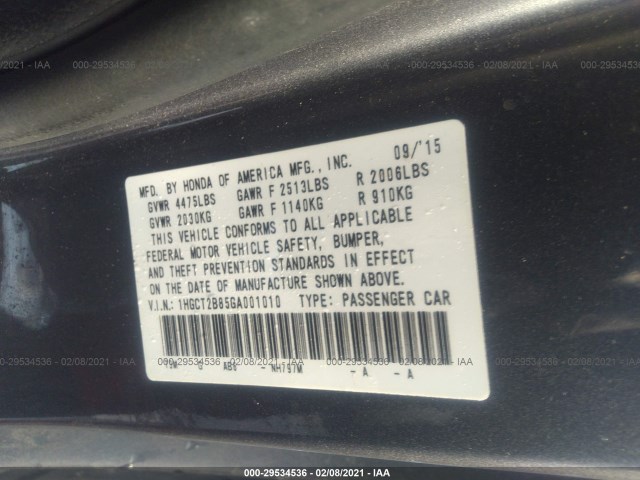 000-29534536 - 02/08/2021 - IAA
000-29534536 - 02/08/2021 - IAA
000-29534536 - 02/08/2021 - IAA
MFD. BY HONDA OF AMERICA MFG., INC. 09/'15
GVWR 4475LBS GAWR F 2513LBS R 2006LBS
GVWR 2030KG GAWR F 1140KG R 910KG
THIS VEHICLE CONFORMS TO ALL APPLICABLE
FEDERAL MOTOR VEHICLE SAFETY, BUMPER,
AND THEFT PREVENTION STANDARDS IN EFFECT
ON THE DATE OF MANUFACTURE SHOWN ABOVE.
V.I.N.: 1HGCT2B85GA001010 TYPE: PASSENGER CAR
000-29534536 - 02/08/2021 - IAA
000-29534536 - 02/08/2021 - IAA
000-29534536 - 02/08/2021 - IAA
ABS - NH797M - A - A
000-29534536 - 02/08/2021 - IAA